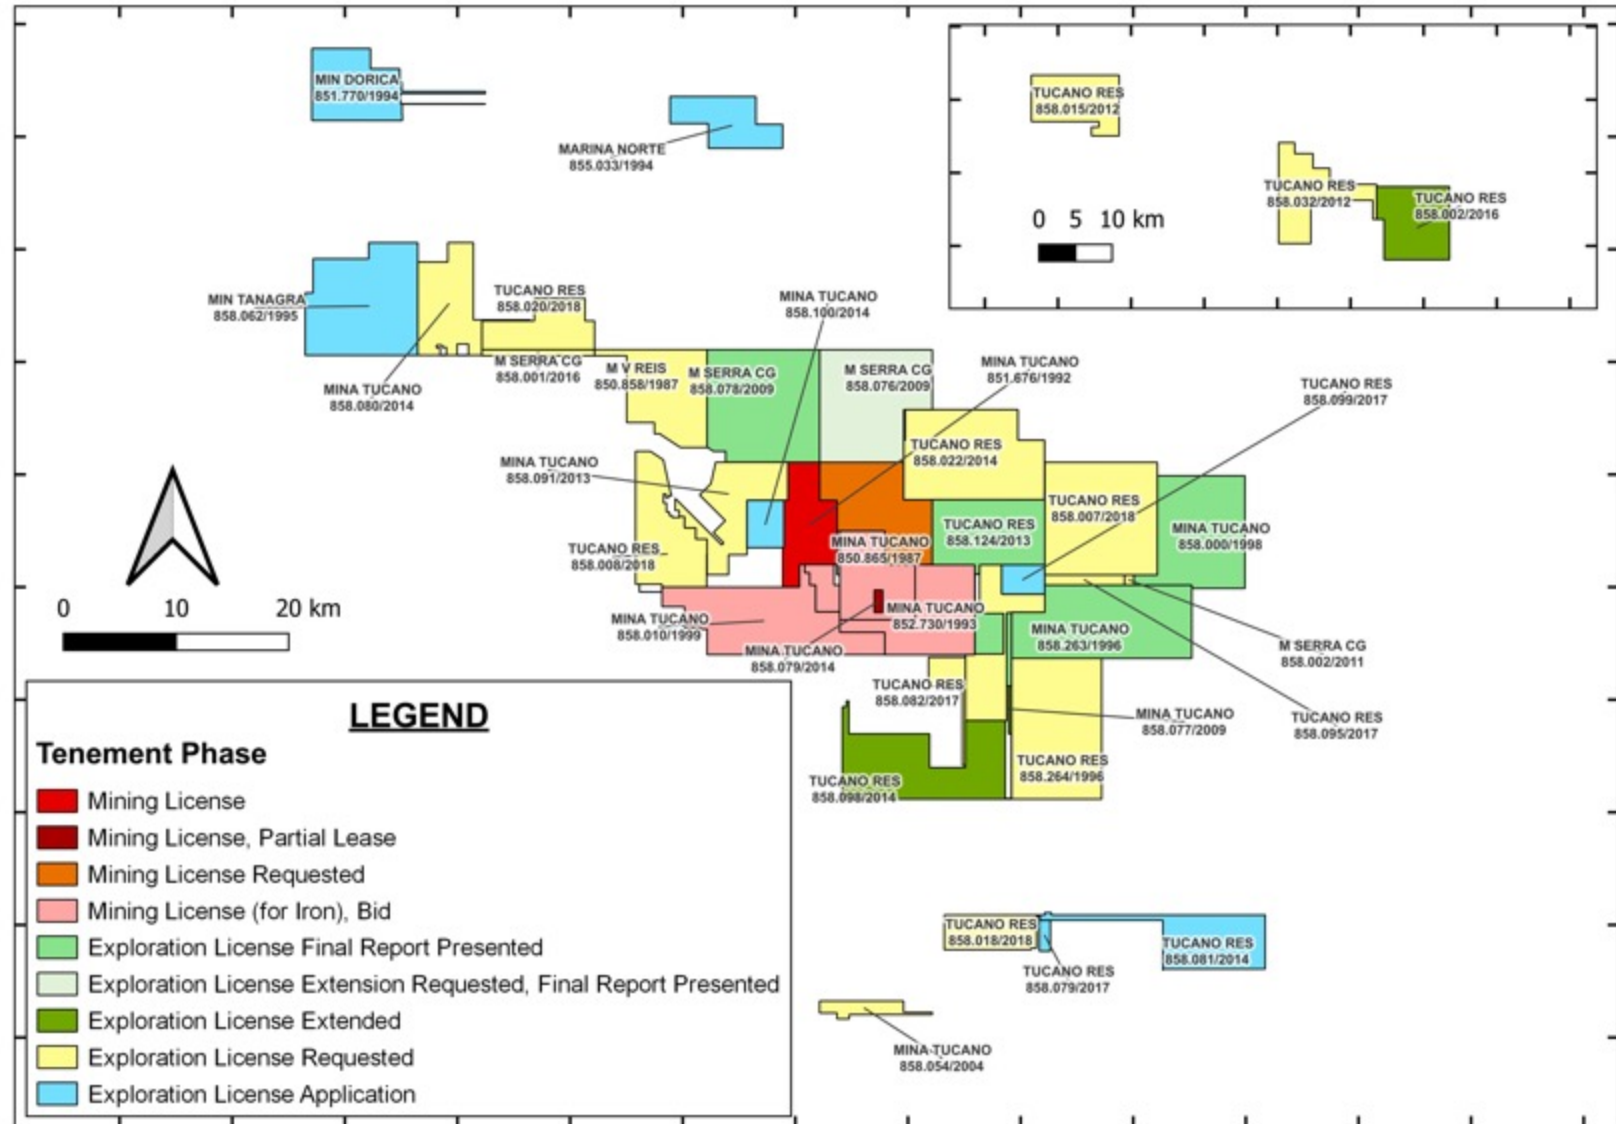 MIN DORICA
851.770/1994
MARINA NORTE
855.033/1994
TUCANO RES
858.015/2012
TUCANO RES
858.032/2012
TUCANO RES
858.002/2016
0 5 10 km
MIN TANAGRA
858.062/1995
TUCANO RES
858.020/2018
MINA TUCANO
858.100/2014
MINA TUCANO
858.080/2014
M SERRA CG
858.001/2016
M V REIS
850.858/1987
M SERRA CG
858.078/2009
M SERRA CG
858.076/2009
MINA TUCANO
851.676/1992
TUCANO RES
858.099/2017
MINA TUCANO
858.091/2013
TUCANO RES
858.022/2014
TUCANO RES
858.007/2018
TUCANO RES
858.124/2013
MINA TUCANO
858.000/1998
TUCANO RES
858.008/2018
MINA TUCANO
850.865/1987
0 10 20 km
MINA TUCANO
858.010/1999
MINA TUCANO
852.730/1993
MINA TUCANO
858.263/1996
M SERRA CG
858.002/2011
MINA TUCANO
858.079/2014
TUCANO RES
858.082/2017
MINA TUCANO
858.077/2009
TUCANO RES
858.095/2017
TUCANO RES
858.098/2014
TUCANO RES
858.264/1996
LEGEND
Tenement Phase
Mining License
Mining License, Partial Lease
Mining License Requested
Mining License (for Iron), Bid
Exploration License Final Report Presented
Exploration License Extension Requested, Final Report Presented
Exploration License Extended
Exploration License Requested
Exploration License Application
TUCANO RES
858.018/2018
TUCANO RES
858.079/2017
TUCANO RES
858.081/2014
MINA TUCANO
858.054/2004